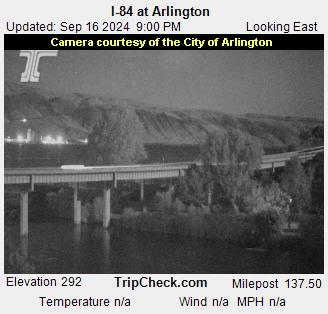 I-84 at Arlington
Updated: Sep 16 2024 9:00 PM Looking East
Camera courtesy of the City of Arlington
Elevation 292 TripCheck.com Milepost 137.50
Temperature n/a Wind n/a MPH n/a